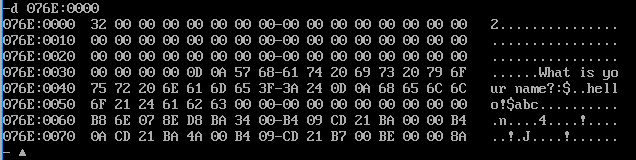 -d 076E:0000
076E:0000  32 00 00 00 00 00 00 00-00 00 00 00 00 00 00 00   2...............
076E:0010  00 00 00 00 00 00 00 00-00 00 00 00 00 00 00 00   ................
076E:0020  00 00 00 00 00 00 00 00-00 00 00 00 00 00 00 00   ................
076E:0030  00 00 00 00 0D 0A 57 68-61 74 20 69 73 20 79 6F   ......What is yo
076E:0040  75 72 20 6E 61 6D 65 3F-3A 24 0D 0A 68 65 6C 6C   ur name?:$..hell
076E:0050  6F 21 24 61 62 63 00 00-00 00 00 00 00 00 00 00   o!$abc..........
076E:0060  B8 6E 07 8E D8 BA 34 00-B4 09 CD 21 BA 00 00 B4   .n....4....!....
076E:0070  0A CD 21 BA 4A 00 B4 09-CD 21 B7 00 BE 00 00 8A   ..!.J....!......
-